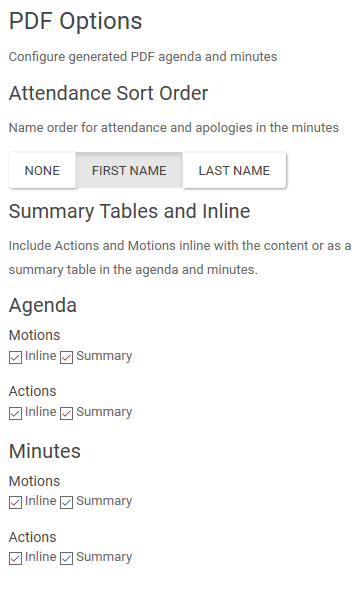 PDF Options
Configure generated PDF agenda and minutes
Attendance Sort Order
Name order for attendance and apologies in the minutes
NONE FIRST NAME LAST NAME
Summary Tables and Inline
Include Actions and Motions inline with the content or as a
summary table in the agenda and minutes.
Agenda
Motions
Inline Summary
Actions
Inline Summary
Minutes
Motions
Inline Summary
Actions
Inline Summary